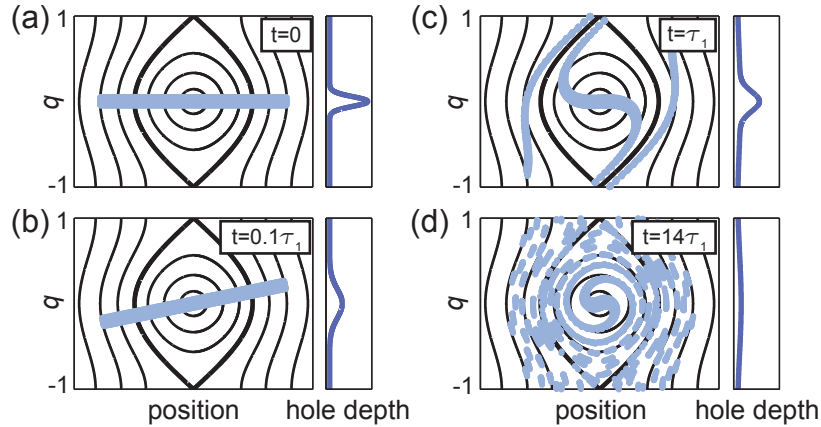 (a)
1
q
-1
t=0
(c)
1
q
-1
t=τ1
(b)
1
q
-1
t=0.1τ1
position
hole depth
(d)
1
q
-1
t=14τ1
position
hole depth